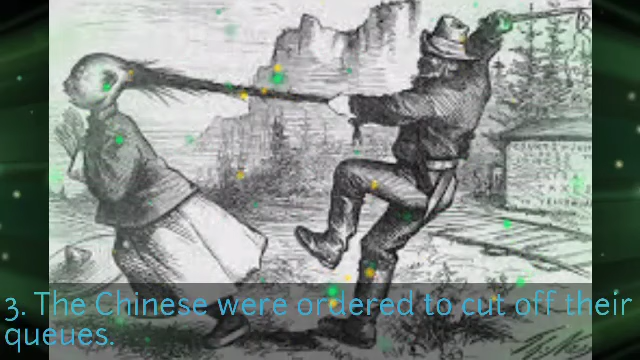 3. The Chinese were ordered to cut off their
queues.